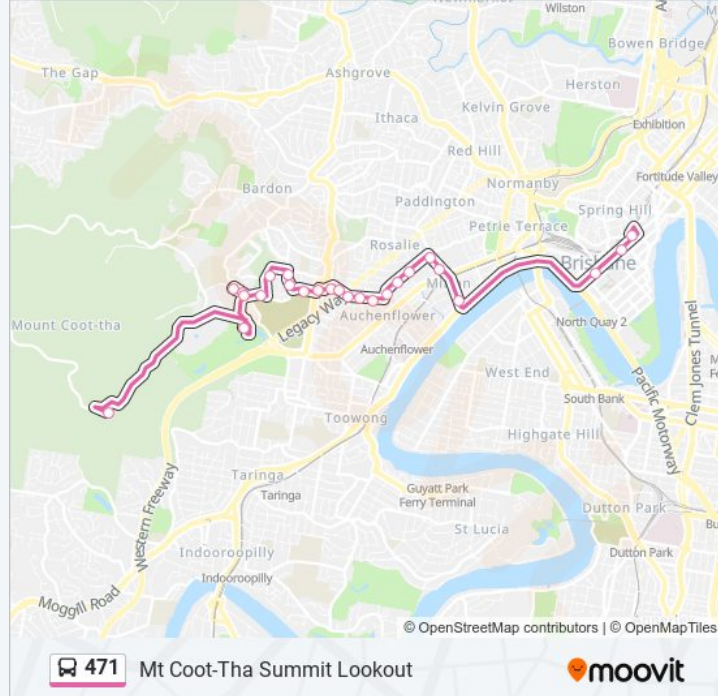 Wilston
Bowen Bridge
The Gap
Ashgrove
Herston
Kelvin Grove
Ithaca
Exhibition
Red Hill
Fortitude Valley
Normanby
Bardon
Paddington
Spring Hill
Petrie Terrace
Rosalie
Brisbane
Milton
Mount Coot-tha
Legacy Way
Auchenflower
North Quay 2
Auchenflower
West End
Pacific Motorway
Clem Jones Tunnel
South Bank
Toowong
Highgate Hill
Western Freeway
Taringa
Taringa
Guyatt Park
Ferry Terminal
Dutton Park
St Lucia
Indooroopilly
Dutton Park
Indooroopilly
Moggill Road
© OpenStreetMap contributors | © OpenMapTiles
471 Mt Coot-Tha Summit Lookout
moovit